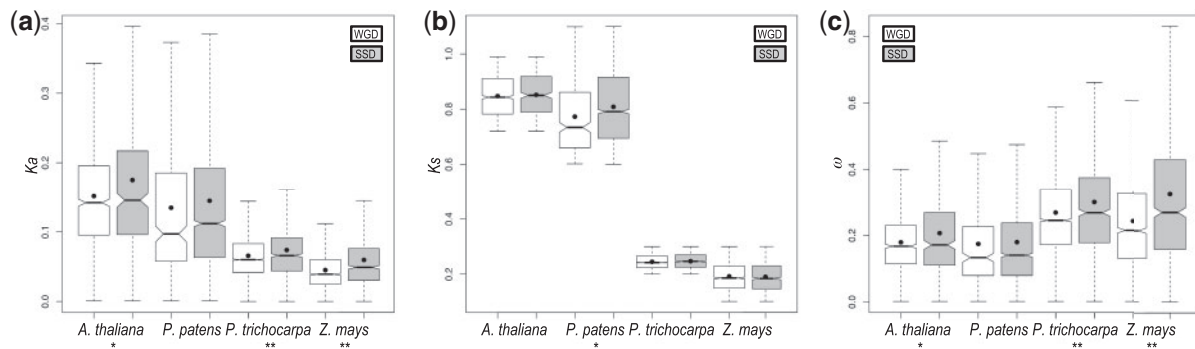 (a)
WGD
SSD
Ka
0.4
0.3
0.2
0.1
0.0
A. thaliana P. patens P. trichocarpa Z. mays
* ** **
(b)
WGD
SSD
Ks
1.0
0.8
0.6
0.4
0.2
A. thaliana P. patens P. trichocarpa Z. mays
*
(c)
WGD
SSD
ω
0.8
0.6
0.4
0.2
0.0
A. thaliana P. patens P. trichocarpa Z. mays
* ** **